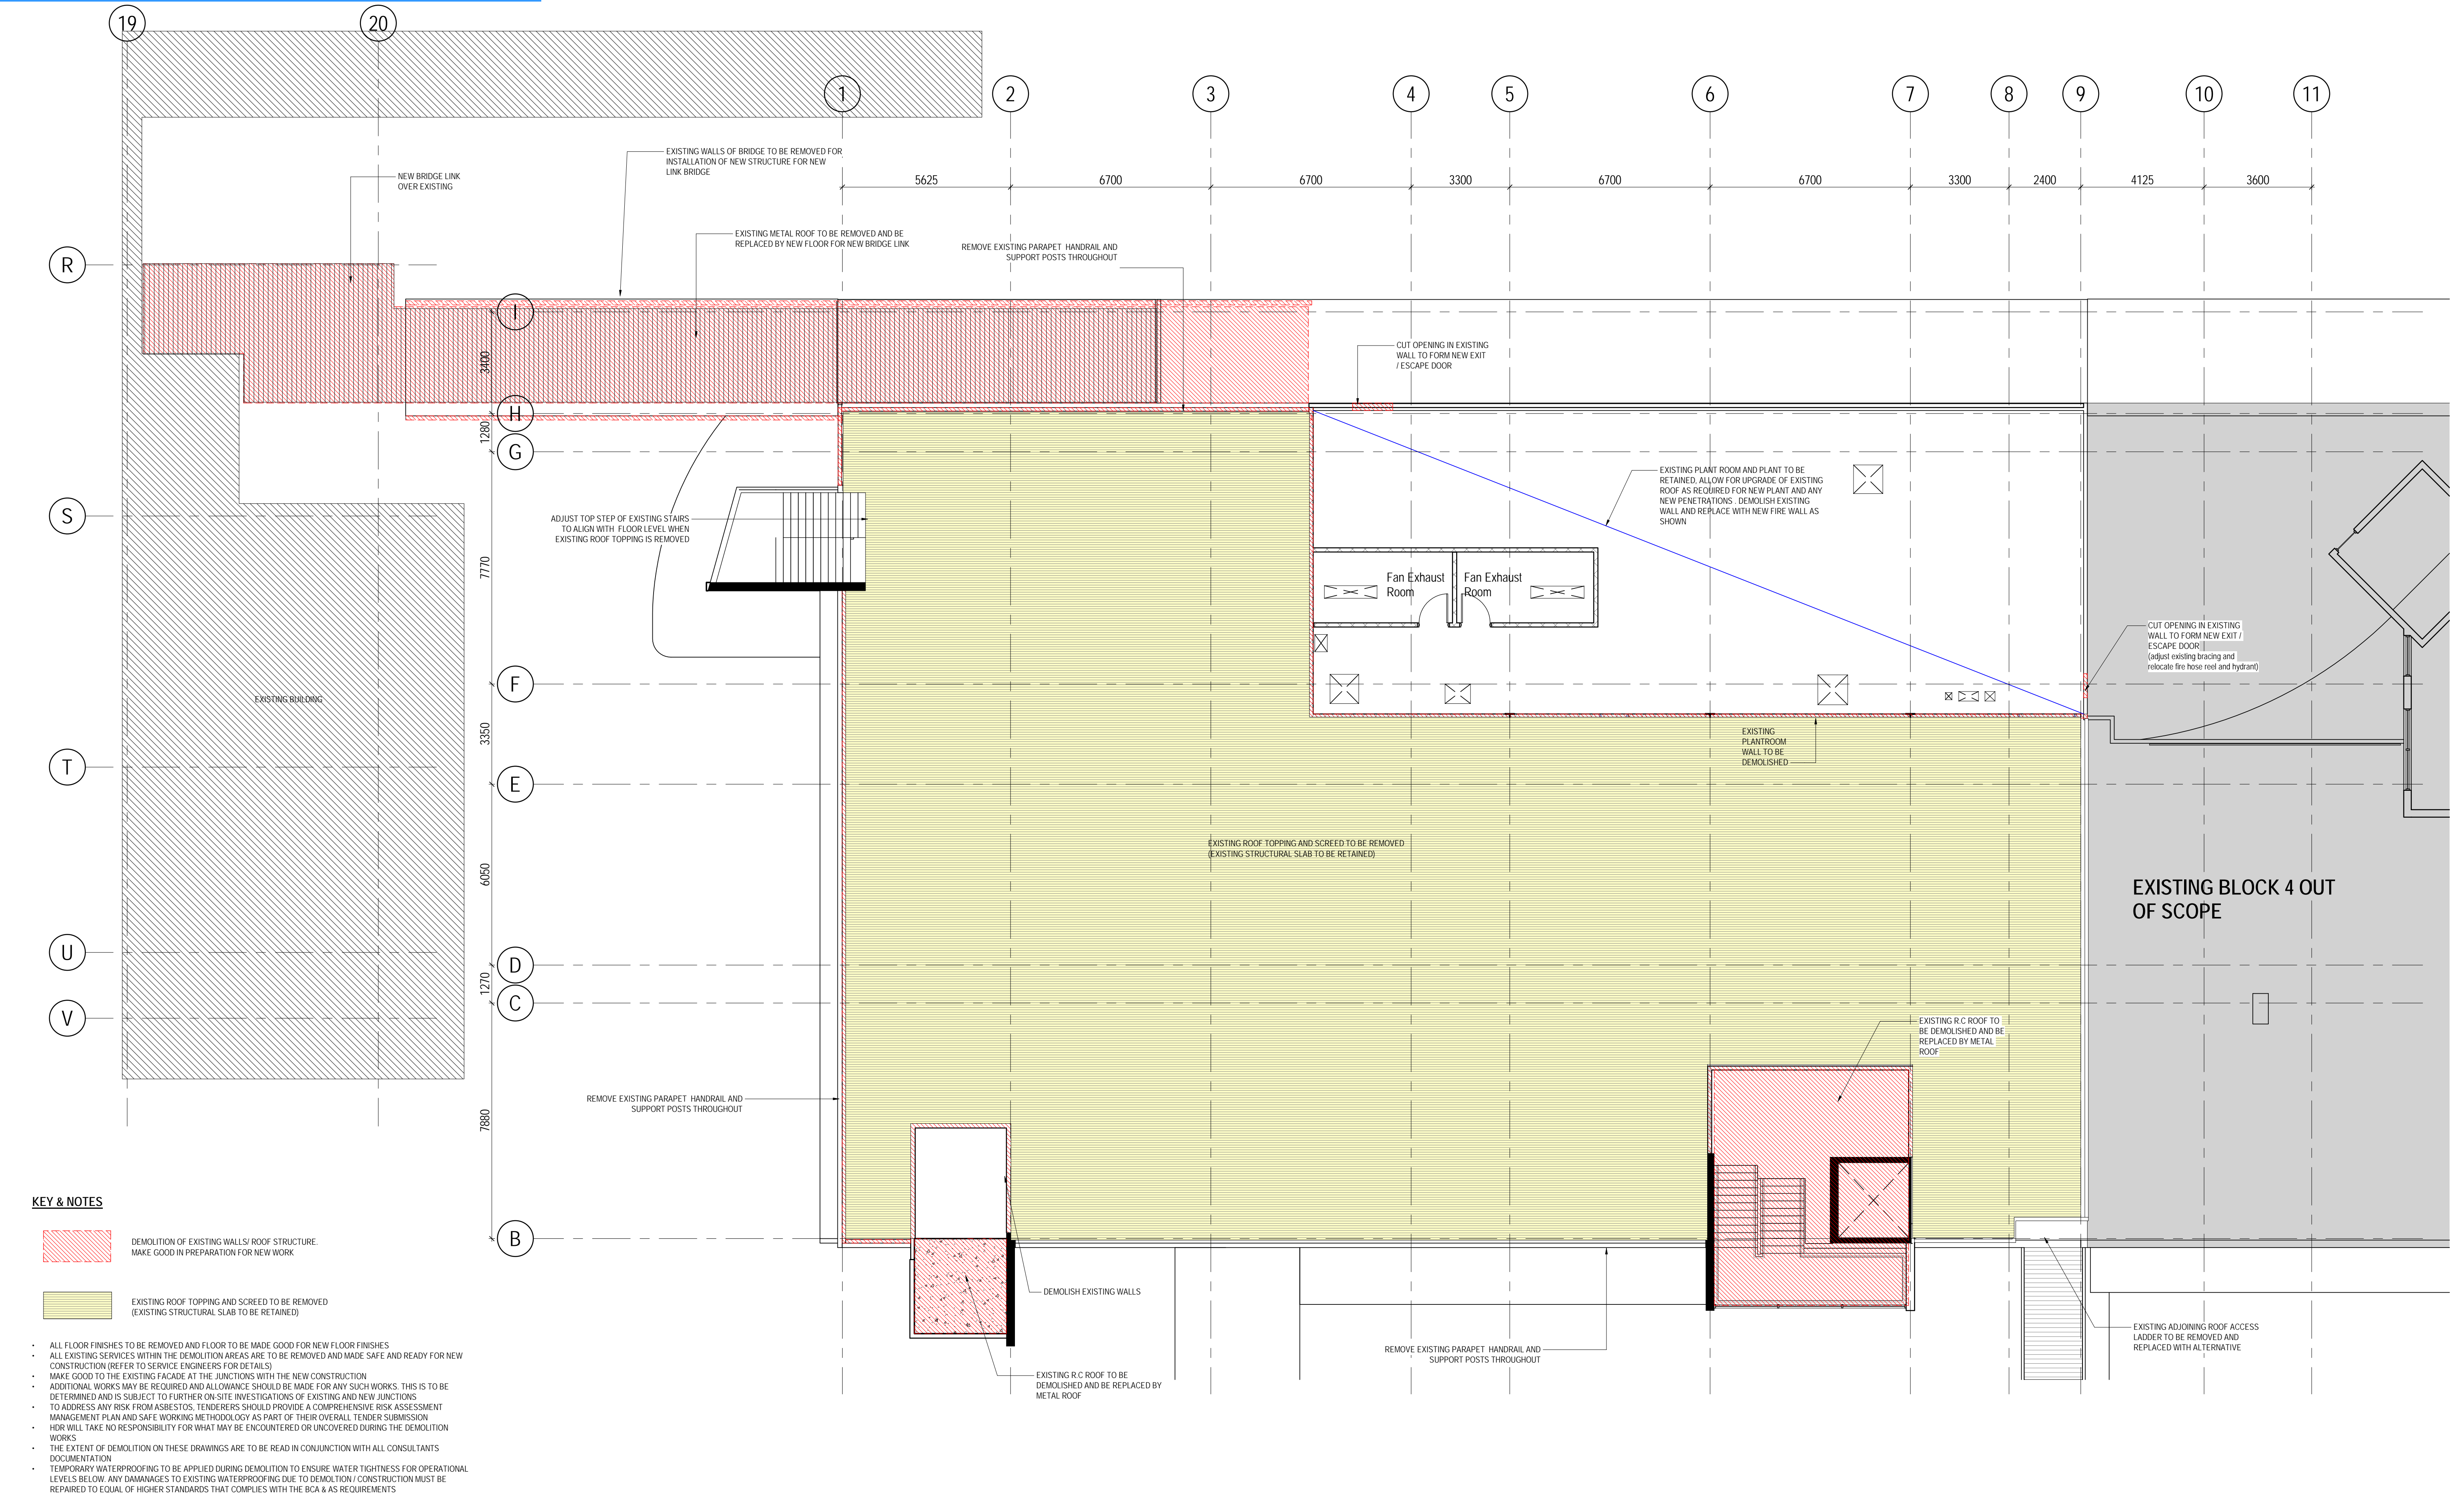 19
20
1
2
3
4
5
6
7
8
9
10
11
EXISTING WALLS OF BRIDGE TO BE REMOVED FOR
INSTALLATION OF NEW STRUCTURE FOR NEW
LINK BRIDGE
NEW BRIDGE LINK
OVER EXISTING
5625
6700
6700
3300
6700
6700
3300
2400
4125
3600
EXISTING METAL ROOF TO BE REMOVED AND BE
REPLACED BY NEW FLOOR FOR NEW BRIDGE LINK
REMOVE EXISTING PARAPET HANDRAIL AND
SUPPORT POSTS THROUGHOUT
R
I
3400
CUT OPENING IN EXISTING
WALL TO FORM NEW EXIT
/ ESCAPE DOOR
H
1280
G
EXISTING PLANT ROOM AND PLANT TO BE
RETAINED, ALLOW FOR UPGRADE OF EXISTING
ROOF AS REQUIRED FOR NEW PLANT AND ANY
NEW PENETRATIONS . DEMOLISH EXISTING
WALL AND REPLACE WITH NEW FIRE WALL AS
SHOWN
S
ADJUST TOP STEP OF EXISTING STAIRS
TO ALIGN WITH FLOOR LEVEL WHEN
EXISTING ROOF TOPPING IS REMOVED
7770
Fan Exhaust
Room
Fan Exhaust
Room
CUT OPENING IN EXISTING
WALL TO FORM NEW EXIT /
ESCAPE DOOR
(adjust existing bracing and
relocate fire hose reel and hydrant)
F
EXISTING BUILDING
3350
EXISTING
PLANTROOM
WALL TO BE
DEMOLISHED
T
E
EXISTING ROOF TOPPING AND SCREED TO BE REMOVED
(EXISTING STRUCTURAL SLAB TO BE RETAINED)
6050
EXISTING BLOCK 4 OUT
OF SCOPE
U
D
1270
C
V
EXISTING R.C ROOF TO
BE DEMOLISHED AND BE
REPLACED BY METAL
ROOF
REMOVE EXISTING PARAPET HANDRAIL AND
SUPPORT POSTS THROUGHOUT
7880
B
DEMOLISH EXISTING WALLS
REMOVE EXISTING PARAPET HANDRAIL AND
SUPPORT POSTS THROUGHOUT
EXISTING ADJOINING ROOF ACCESS
LADDER TO BE REMOVED AND
REPLACED WITH ALTERNATIVE
EXISTING R.C ROOF TO BE
DEMOLISHED AND BE REPLACED BY
METAL ROOF
KEY & NOTES
DEMOLITION OF EXISTING WALLS/ ROOF STRUCTURE.
MAKE GOOD IN PREPARATION FOR NEW WORK
EXISTING ROOF TOPPING AND SCREED TO BE REMOVED
(EXISTING STRUCTURAL SLAB TO BE RETAINED)
• ALL FLOOR FINISHES TO BE REMOVED AND FLOOR TO BE MADE GOOD FOR NEW FLOOR FINISHES
• ALL EXISTING SERVICES WITHIN THE DEMOLITION AREAS ARE TO BE REMOVED AND MADE SAFE AND READY FOR NEW
CONSTRUCTION (REFER TO SERVICE ENGINEERS FOR DETAILS)
• MAKE GOOD TO THE EXISTING FACADE AT THE JUNCTIONS WITH THE NEW CONSTRUCTION
• ADDITIONAL WORKS MAY BE REQUIRED AND ALLOWANCE SHOULD BE MADE FOR ANY SUCH WORKS. THIS IS TO BE
DETERMINED AND IS SUBJECT TO FURTHER ON-SITE INVESTIGATIONS OF EXISTING AND NEW JUNCTIONS
• TO ADDRESS ANY RISK FROM ASBESTOS, TENDERERS SHOULD PROVIDE A COMPREHENSIVE RISK ASSESSMENT
MANAGEMENT PLAN AND SAFE WORKING METHODOLOGY AS PART OF THEIR OVERALL TENDER SUBMISSION
• HDR WILL TAKE NO RESPONSIBILITY FOR WHAT MAY BE ENCOUNTERED OR UNCOVERED DURING THE DEMOLITION
WORKS
• THE EXTENT OF DEMOLITION ON THESE DRAWINGS ARE TO BE READ IN CONJUNCTION WITH ALL CONSULTANTS
DOCUMENTATION
• TEMPORARY WATERPROOFING TO BE APPLIED DURING DEMOLITION TO ENSURE WATER TIGHTNESS FOR OPERATIONAL
LEVELS BELOW. ANY DAMANAGES TO EXISTING WATERPROOFING DUE TO DEMOLTION / CONSTRUCTION MUST BE
REPAIRED TO EQUAL OF HIGHER STANDARDS THAT COMPLIES WITH THE BCA & AS REQUIREMENTS